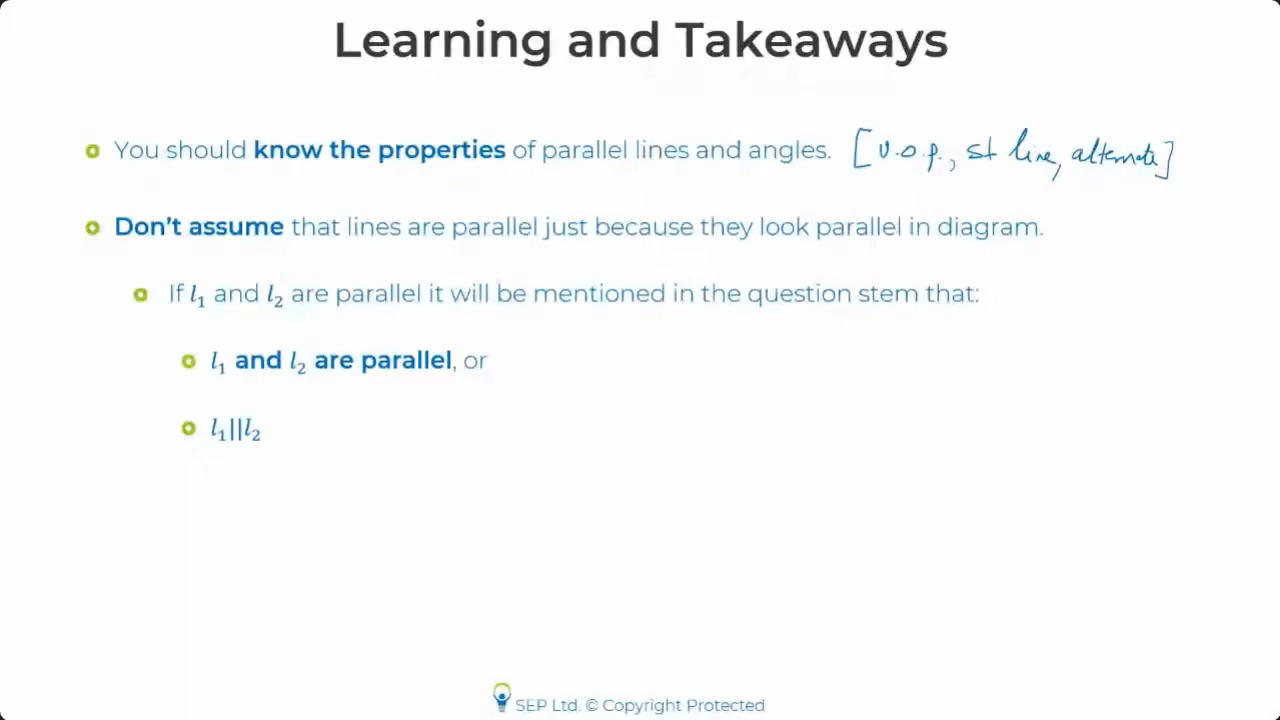 Learning and Takeaways
You should know the properties of parallel lines and angles. [v.o.p., st line, alternate]
Don't assume that lines are parallel just because they look parallel in diagram.
If l₁ and l₂ are parallel it will be mentioned in the question stem that:
l₁ and l₂ are parallel, or
l₁||l₂
SEP Ltd. © Copyright Protected